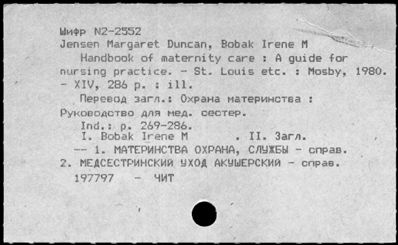 Шифр N2-2552
Jensen Margaret Duncan, Bobak Irene M
Handbook of maternity care : A guide for
nursing practice. - St. Louis etc. : Mosby, 1980.
- XIV, 286 p. : ill.
Перевод загл.: Охрана материнства :
Руководство для мед. сестер.
Ind.: p. 269-286.
I. Bobak Irene M . II. Загл.
-- 1. МАТЕРИНСТВА ОХРАНА, СЛУЖБЫ - справ.
2. МЕДСЕСТРИНСКИЙ УХОД АКУШЕРСКИЙ - справ.
197797 - ЧИТ